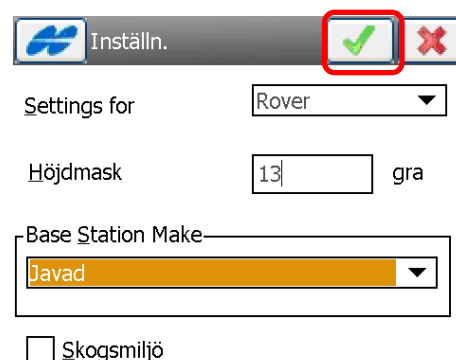 Inställn.
Settings for Rover
Höjdmask 13 gra
Base Station Make
Javad
Skogsmiljö